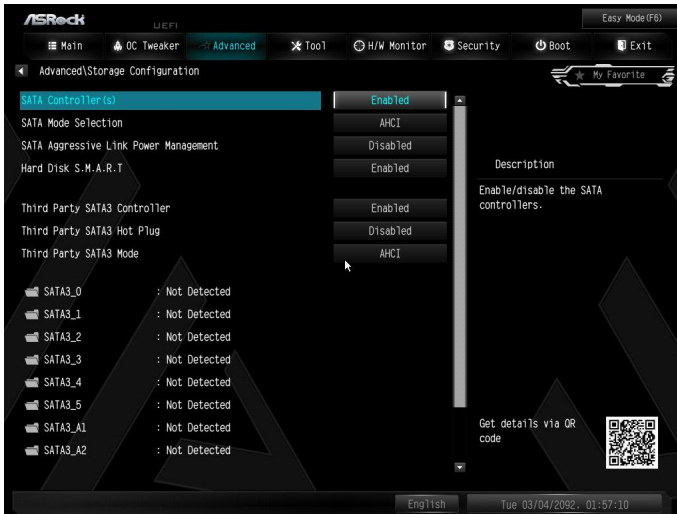 ASRock UEFI Easy Mode(F6)
Main OC Tweaker Advanced Tool H/W Monitor Security Boot Exit
Advanced\Storage Configuration
My Favorite
SATA Controller(s) Enabled
SATA Mode Selection AHCI
SATA Aggressive Link Power Management Disabled
Hard Disk S.M.A.R.T Enabled
Third Party SATA3 Controller Enabled
Third Party SATA3 Hot Plug Disabled
Third Party SATA3 Mode AHCI
SATA3_0 : Not Detected
SATA3_1 : Not Detected
SATA3_2 : Not Detected
SATA3_3 : Not Detected
SATA3_4 : Not Detected
SATA3_5 : Not Detected
SATA3_A1 : Not Detected
SATA3_A2 : Not Detected
Description
Enable/disable the SATA
controllers.
Get details via QR
code
English Tue 03/04/2092, 01:57:10